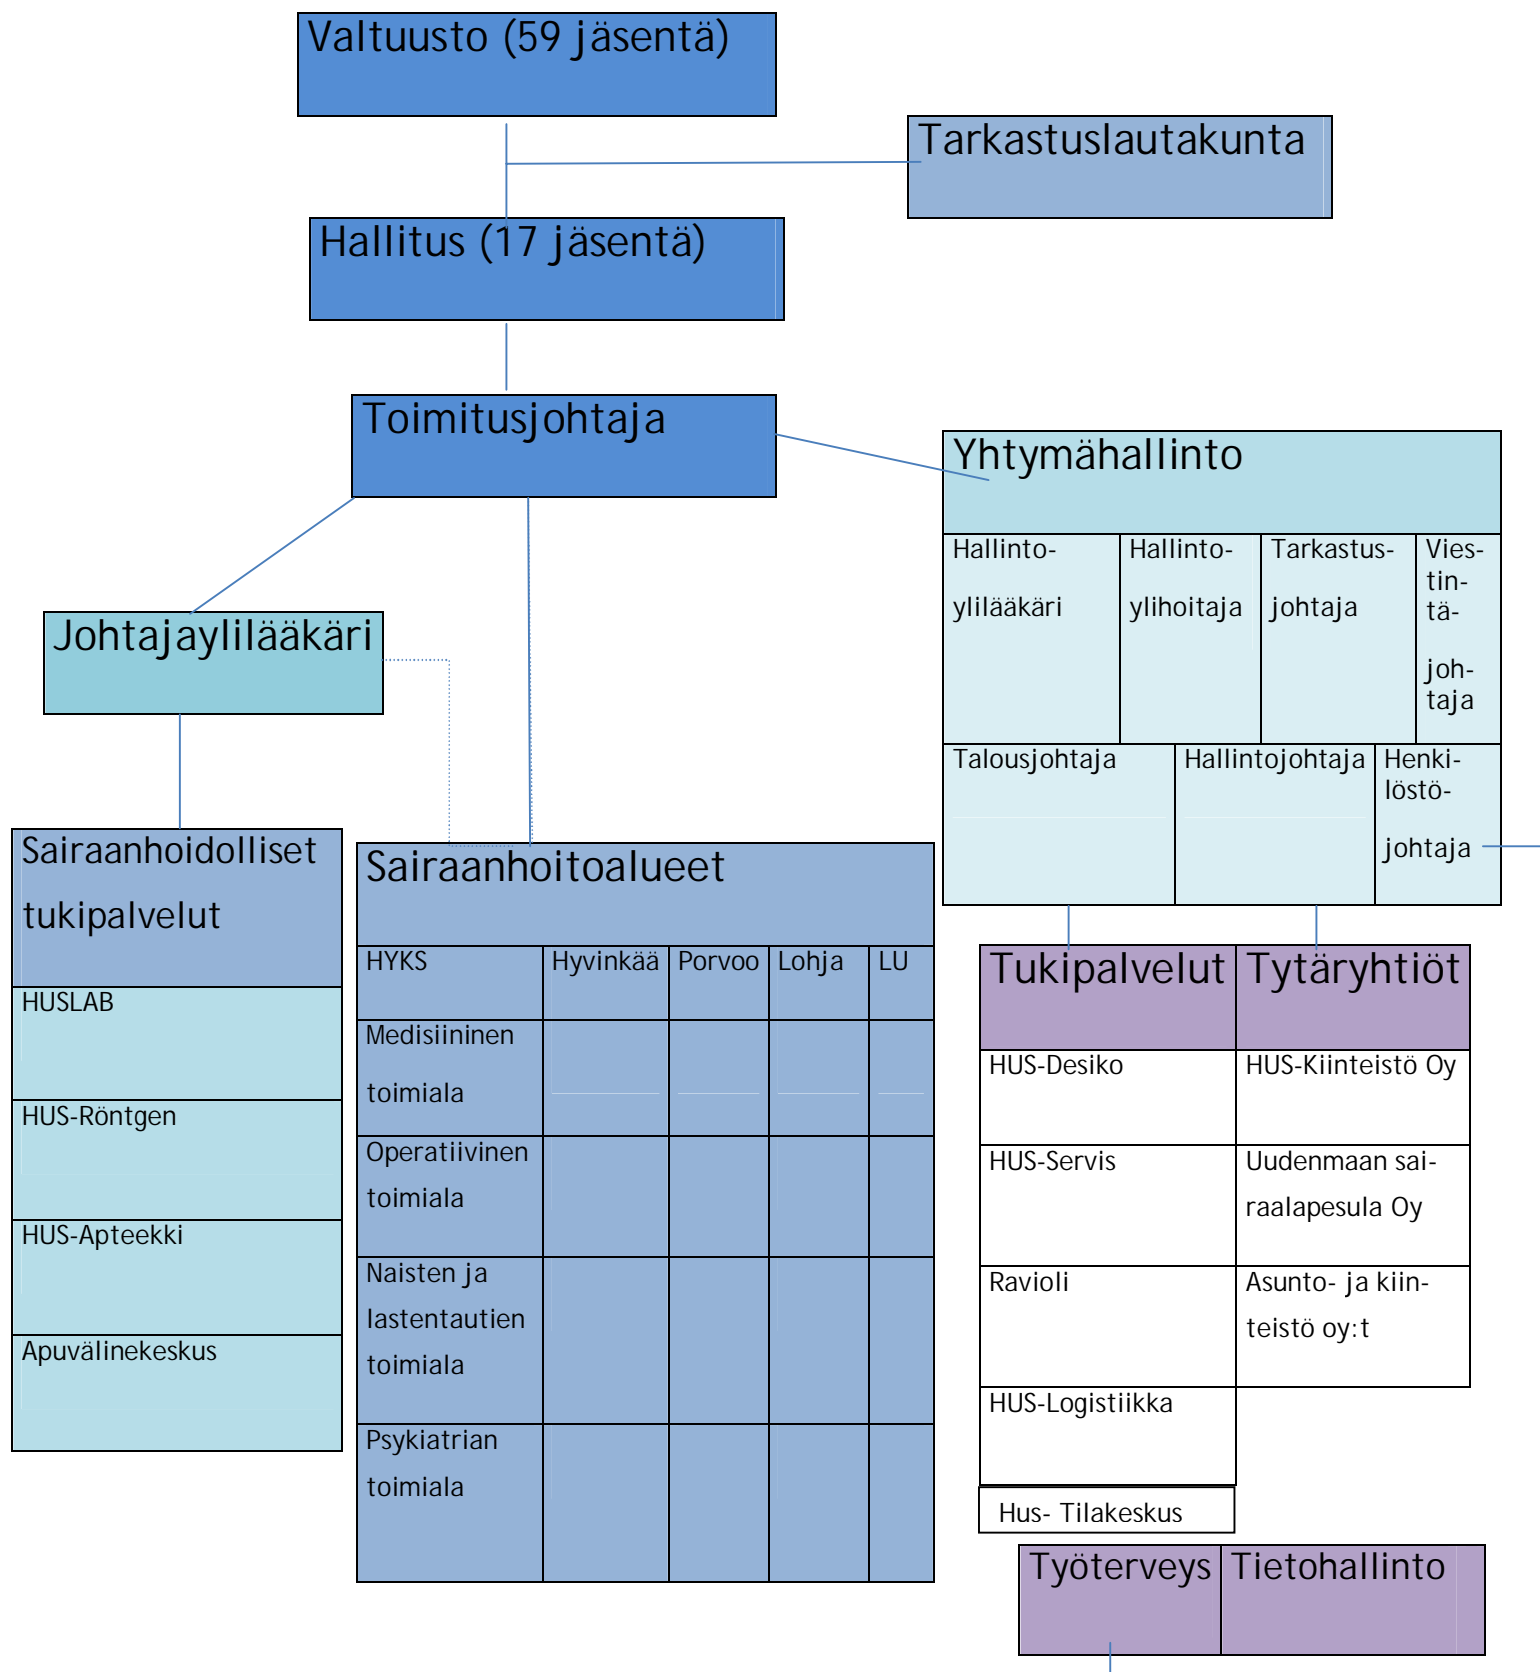 Valtuusto (59 jäsentä)
Tarkastuslautakunta
Hallitus (17 jäsentä)
Toimitusjohtaja
Yhtymähallinto
Hallinto-
ylilääkäri
Hallinto-
ylihoitaja
Tarkastus-
johtaja
Vies-
tin-
tä-
joh-
taja
Talousjohtaja
Hallintojohtaja
Henki-
löstö-
johtaja
Johtajaylilääkäri
Sairaanhoidolliset
tukipalvelut
HUSLAB
HUS-Röntgen
HUS-Apteekki
Apuvälinekeskus
Sairaanhoitoalueet
HYKS
Hyvinkää
Porvoo
Lohja
LU
Medisiininen
toimiala
Operatiivinen
toimiala
Naisten ja
lastentautien
toimiala
Psykiatrian
toimiala
Tukipalvelut
Tytäryhtiöt
HUS-Desiko
HUS-Kiinteistö Oy
HUS-Servis
Uudenmaan sai-
raalapesula Oy
Ravioli
Asunto- ja kiin-
teistö oy:t
HUS-Logistiikka
Hus- Tilakeskus
Työterveys
Tietohallinto